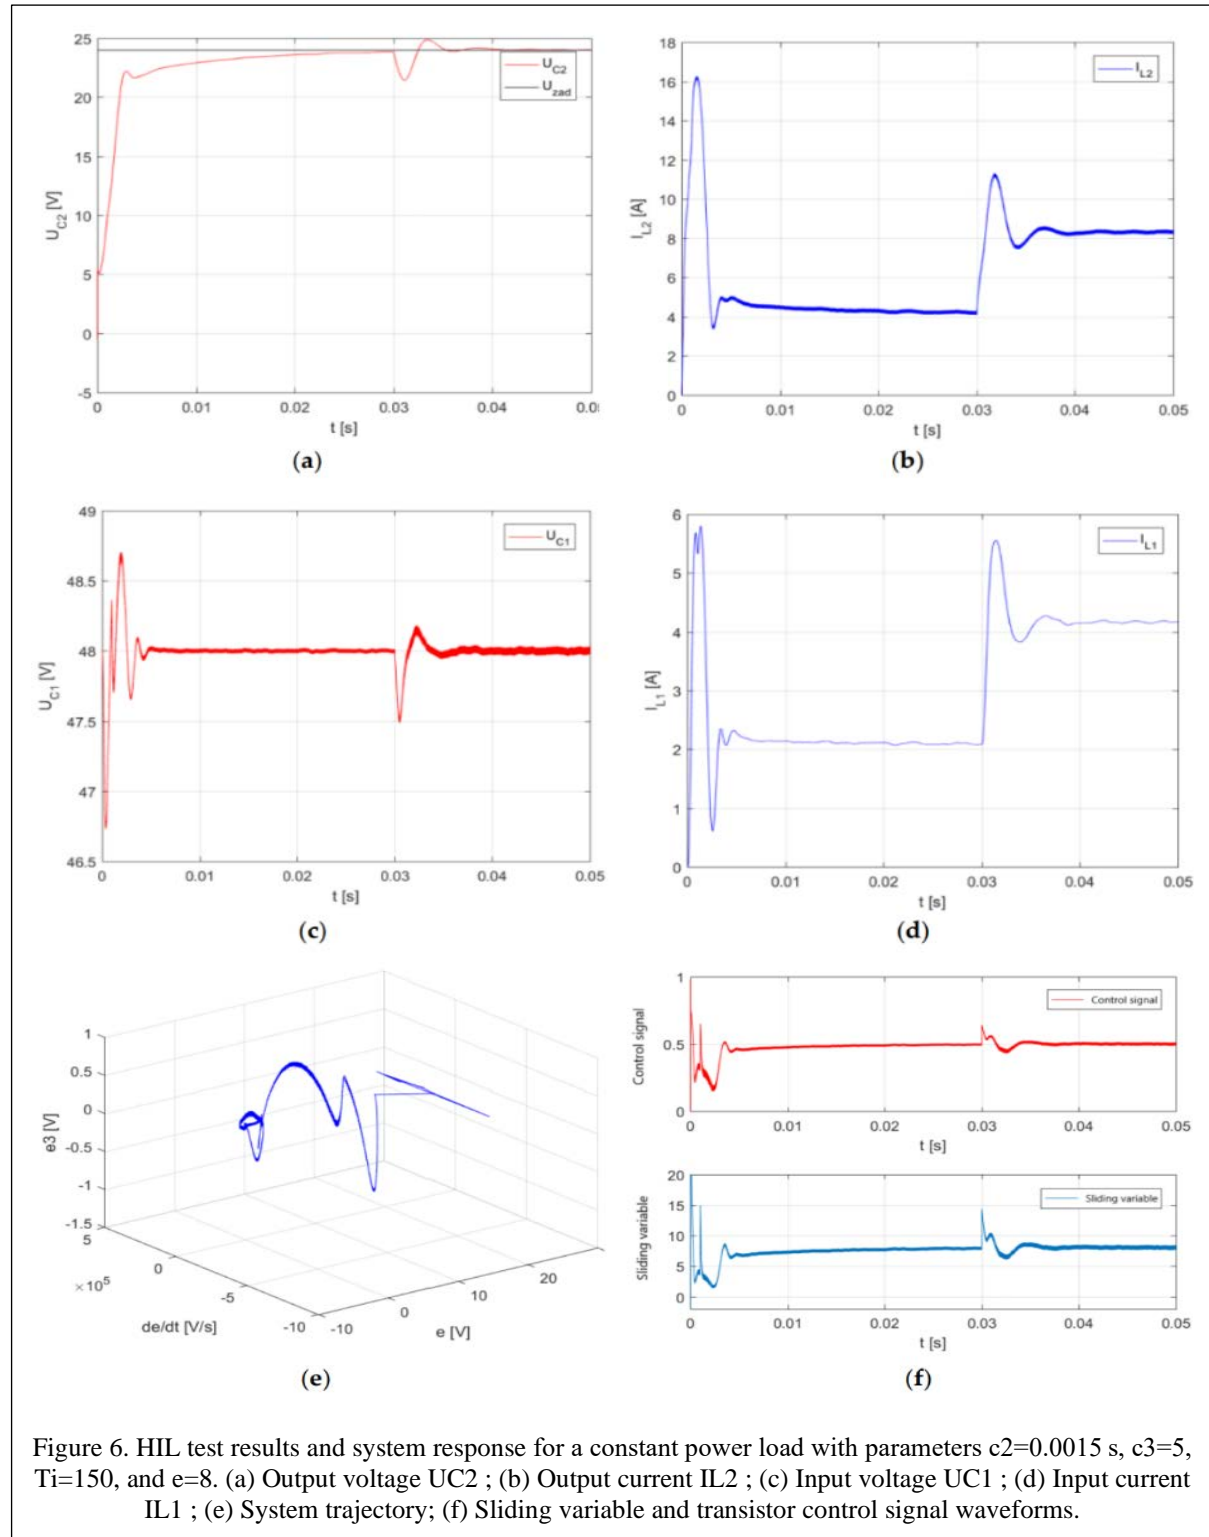 25
20
15
10
5
0
-5
U_C2 [V]
U_C2
U_zad
0
0.01
0.02
0.03
0.04
0.0
t [s]
(a)
18
16
14
12
10
8
6
4
2
0
I_L2 [A]
I_L2
0
0.01
0.02
0.03
0.04
0.05
t [s]
(b)
49
48.5
48
47.5
47
46.5
U_C1 [V]
U_C1
0
0.01
0.02
0.03
0.04
0.05
t [s]
(c)
6
5
4
3
2
1
0
I_L1 [A]
I_L1
0
0.01
0.02
0.03
0.04
0.05
t [s]
(d)
1
0.5
0
-0.5
-1
-1.5
e3 [V]
5
0
-5
-10
×10^5
de/dt [V/s]
-10
0
10
20
e [V]
(e)
1
0.5
0
Control signal
Control signal
0
0.01
0.02
0.03
0.04
0.05
t [s]
20
15
10
5
0
Sliding variable
Sliding variable
0
0.01
0.02
0.03
0.04
0.05
t [s]
(f)
Figure 6. HIL test results and system response for a constant power load with parameters c2=0.0015 s, c3=5,
Ti=150, and e=8. (a) Output voltage UC2 ; (b) Output current IL2 ; (c) Input voltage UC1 ; (d) Input current
IL1 ; (e) System trajectory; (f) Sliding variable and transistor control signal waveforms.